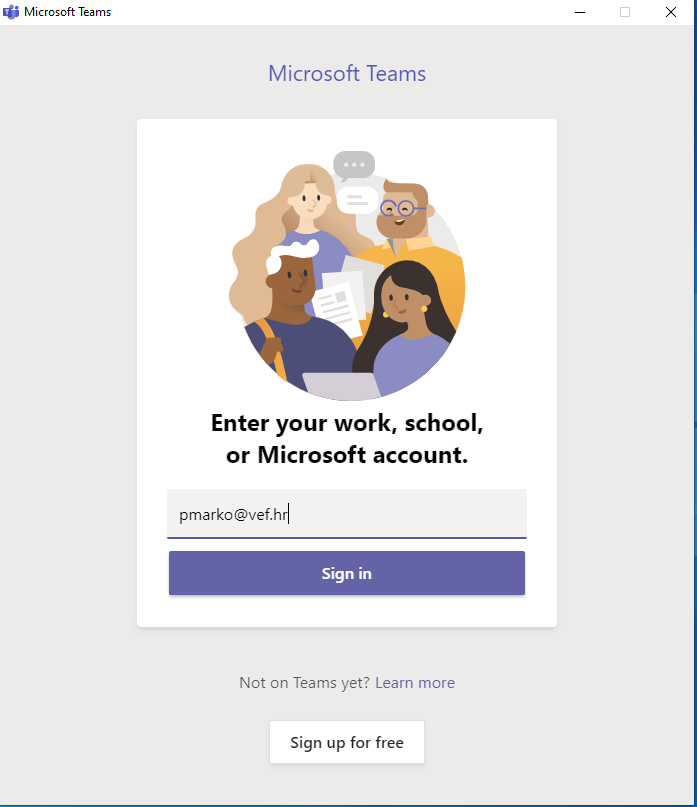 Microsoft Teams
Microsoft Teams
Enter your work, school,
or Microsoft account.
pmarko@vef.hr
Sign in
Not on Teams yet? Learn more
Sign up for free